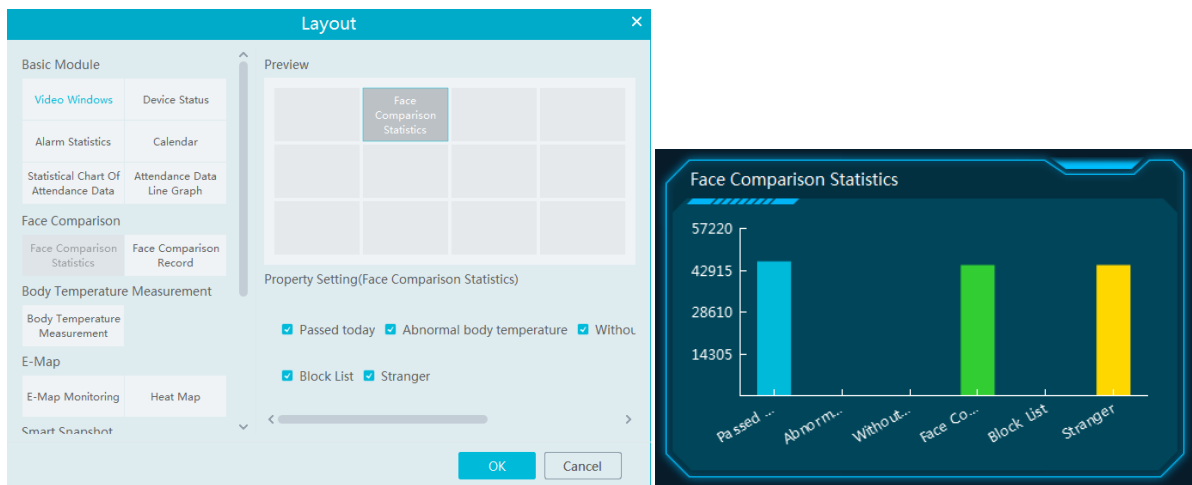 Layout
Basic Module
Video Windows
Device Status
Alarm Statistics
Calendar
Statistical Chart Of
Attendance Data
Attendance Data
Line Graph
Face Comparison
Face Comparison
Statistics
Face Comparison
Record
Body Temperature Measurement
Body Temperature
Measurement
E-Map
E-Map Monitoring
Heat Map
Smart Snapshot
Preview
Face
Comparison
Statistics
Property Setting(Face Comparison Statistics)
Passed today
Abnormal body temperature
Withou
Block List
Stranger
OK
Cancel
Face Comparison Statistics
57220
42915
28610
14305
Passed ...
Abnorm...
Without...
Face Co...
Block List
Stranger